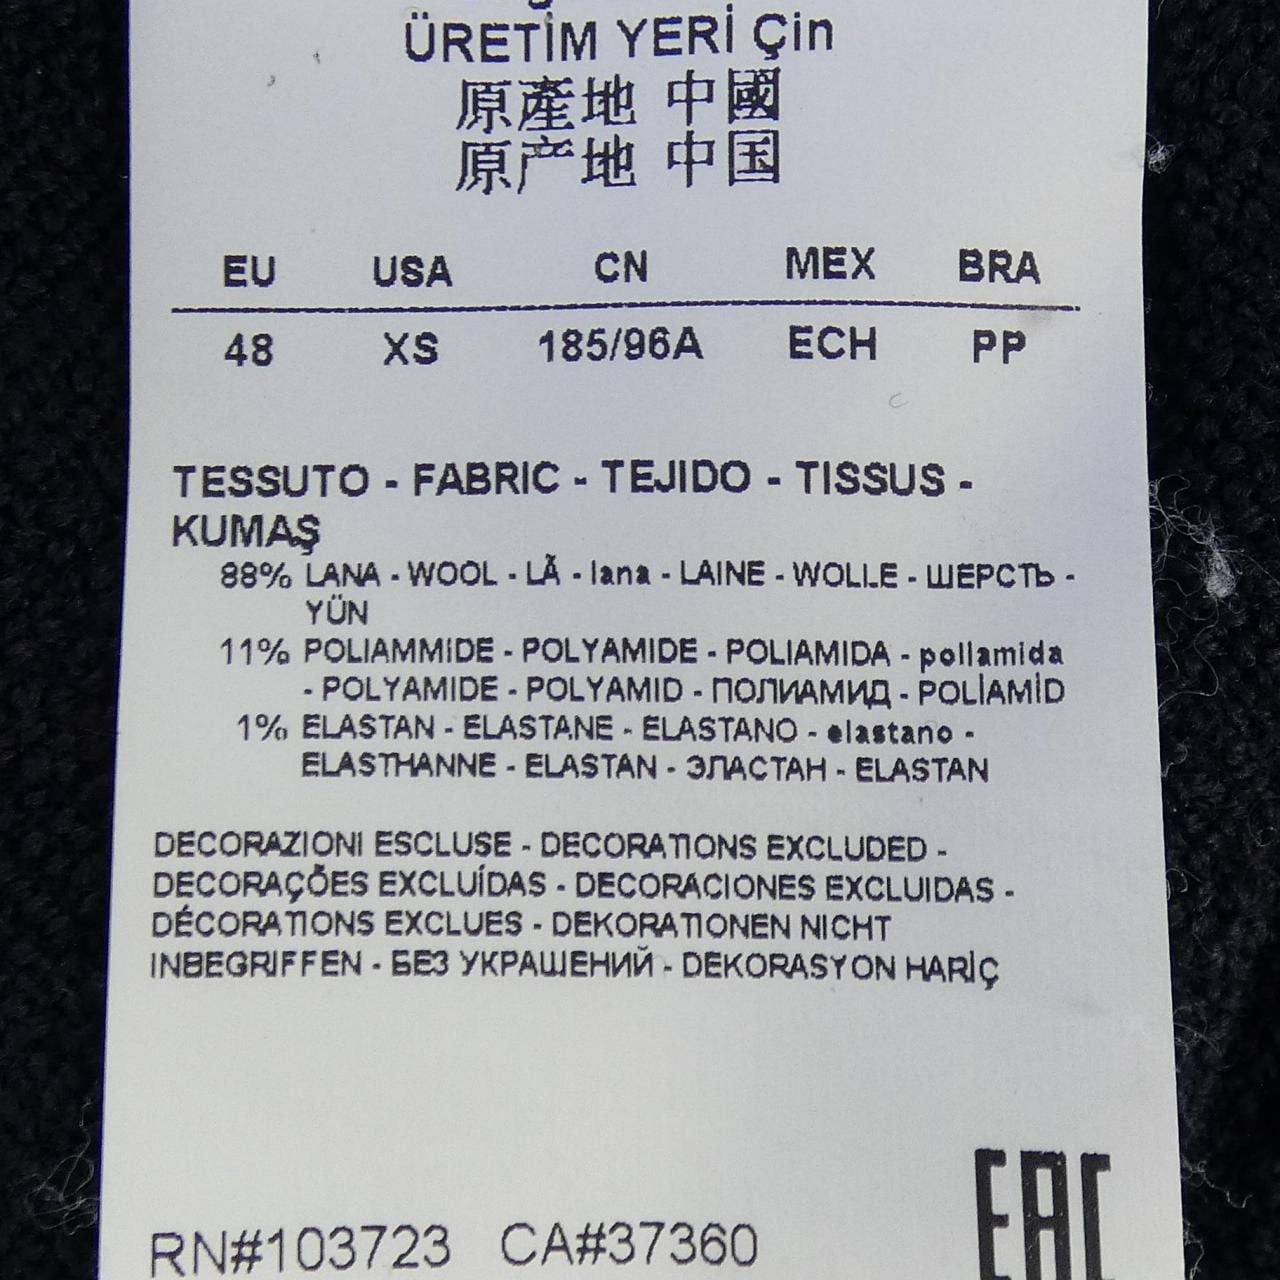 ÜRETİM YERİ Çin
原產地 中國
原产地 中国
EU USA CN MEX BRA
48 XS 185/96A ECH PP
TESSUTO - FABRIC - TEJIDO - TISSUS -
KUMAŞ
88% LANA - WOOL - LÃ - lana - LAINE - WOLLE - ШЕРСТЬ -
YÜN
11% POLIAMMIDE - POLYAMIDE - POLIAMIDA - poliamida
- POLYAMIDE - POLYAMID - ПОЛИАМИД - POLİAMİD
1% ELASTAN - ELASTANE - ELASTANO - elastano -
ELASTHANNE - ELASTAN - ЭЛАСТАН - ELASTAN
DECORAZIONI ESCLUSE - DECORATIONS EXCLUDED -
DECORAÇÕES EXCLUÍDAS - DECORACIONES EXCLUIDAS -
DÉCORATIONS EXCLUES - DEKORATIONEN NICHT
INBEGRIFFEN - БЕЗ УКРАШЕНИЙ - DEKORASYON HARİÇ
EAC
RN#103723 CA#37360